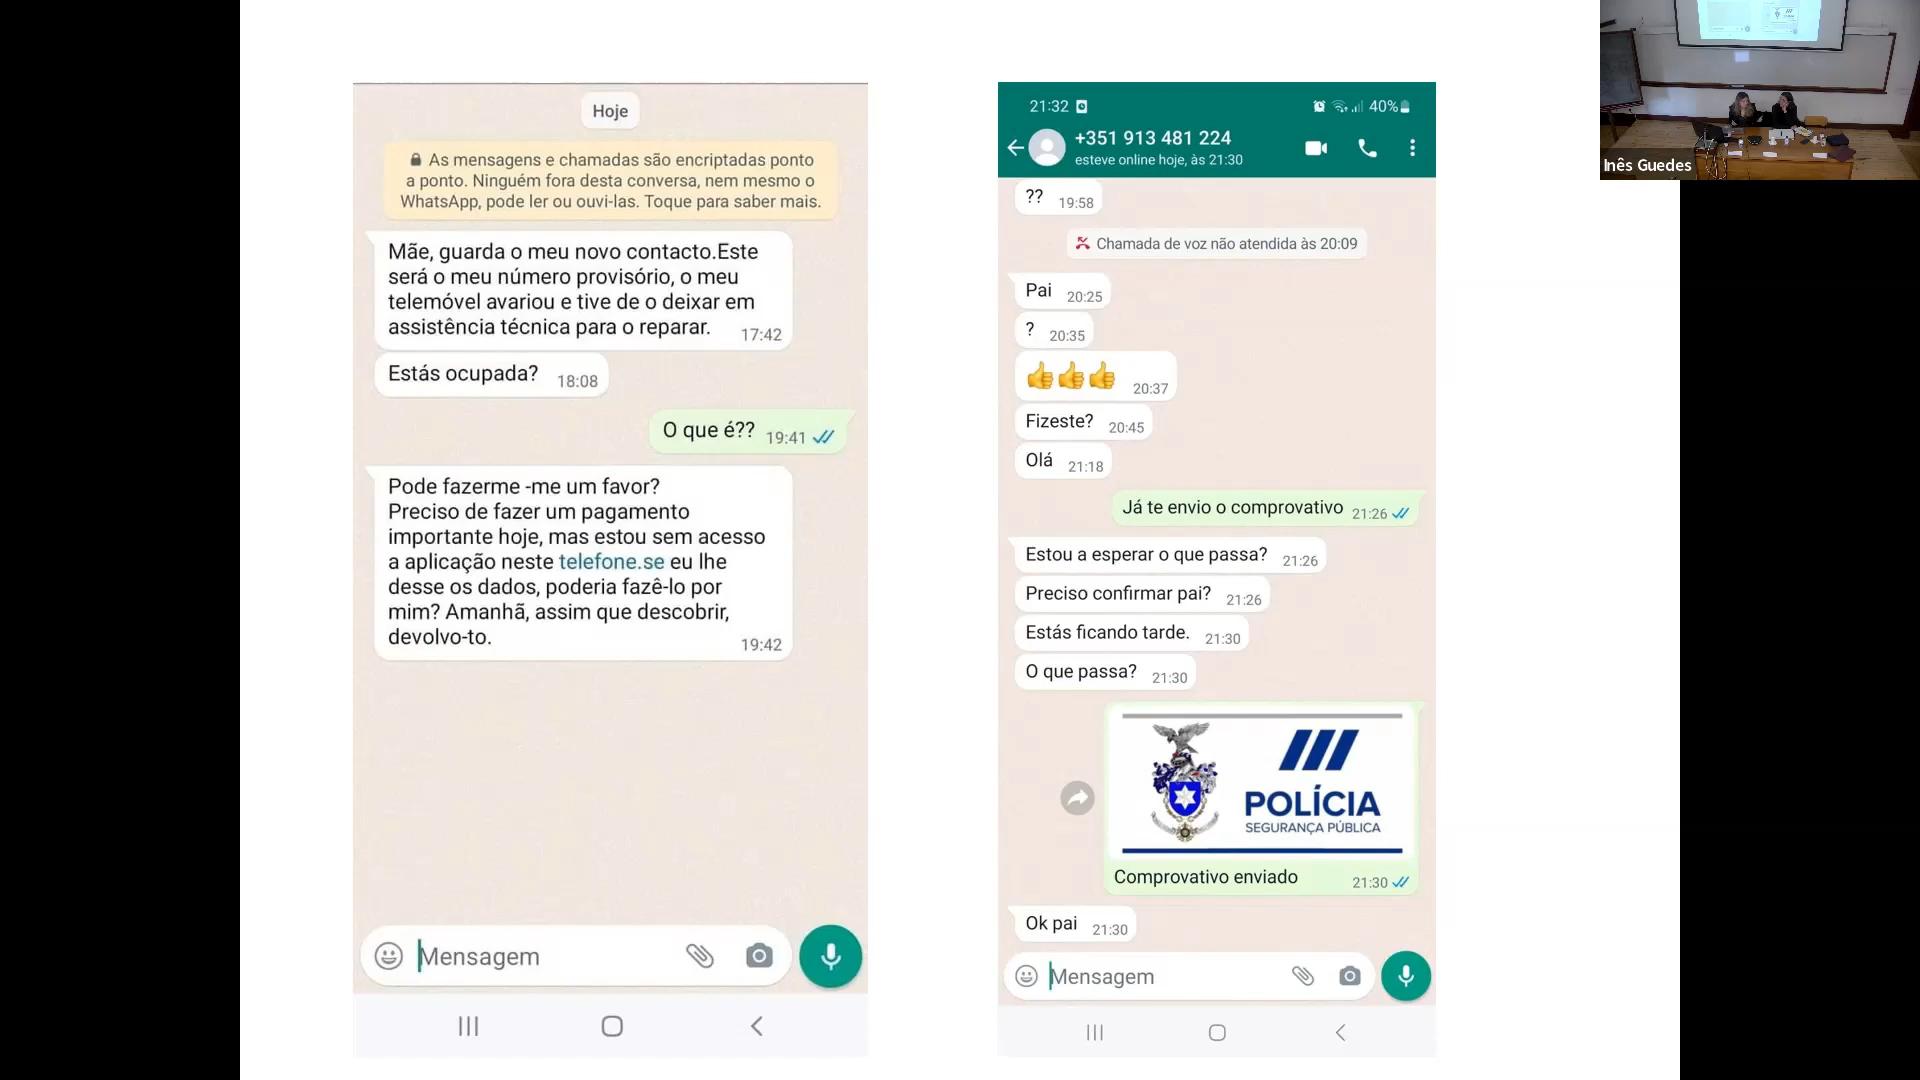 Hoje
As mensagens e chamadas são encriptadas ponto
a ponto. Ninguém fora desta conversa, nem mesmo o
WhatsApp, pode ler ou ouvi-las. Toque para saber mais.
Mãe, guarda o meu novo contacto.Este
será o meu número provisório, o meu
telemóvel avariou e tive de o deixar em
assistência técnica para o reparar. 17:42
Estás ocupada? 18:08
O que é?? 19:41
Pode fazerme -me um favor?
Preciso de fazer um pagamento
importante hoje, mas estou sem acesso
a aplicação neste telefone.se eu lhe
desse os dados, poderia fazê-lo por
mim? Amanhã, assim que descobrir,
devolvo-to. 19:42
Mensagem
21:32 40%
+351 913 481 224
esteve online hoje, às 21:30
?? 19:58
Chamada de voz não atendida às 20:09
Pai 20:25
? 20:35
👍👍👍 20:37
Fizeste? 20:45
Olá 21:18
Já te envio o comprovativo 21:26
Estou a esperar o que passa? 21:26
Preciso confirmar pai? 21:26
Estás ficando tarde. 21:30
O que passa? 21:30
POLÍCIA
SEGURANÇA PÚBLICA
Comprovativo enviado 21:30
Ok pai 21:30
Mensagem
Inês Guedes